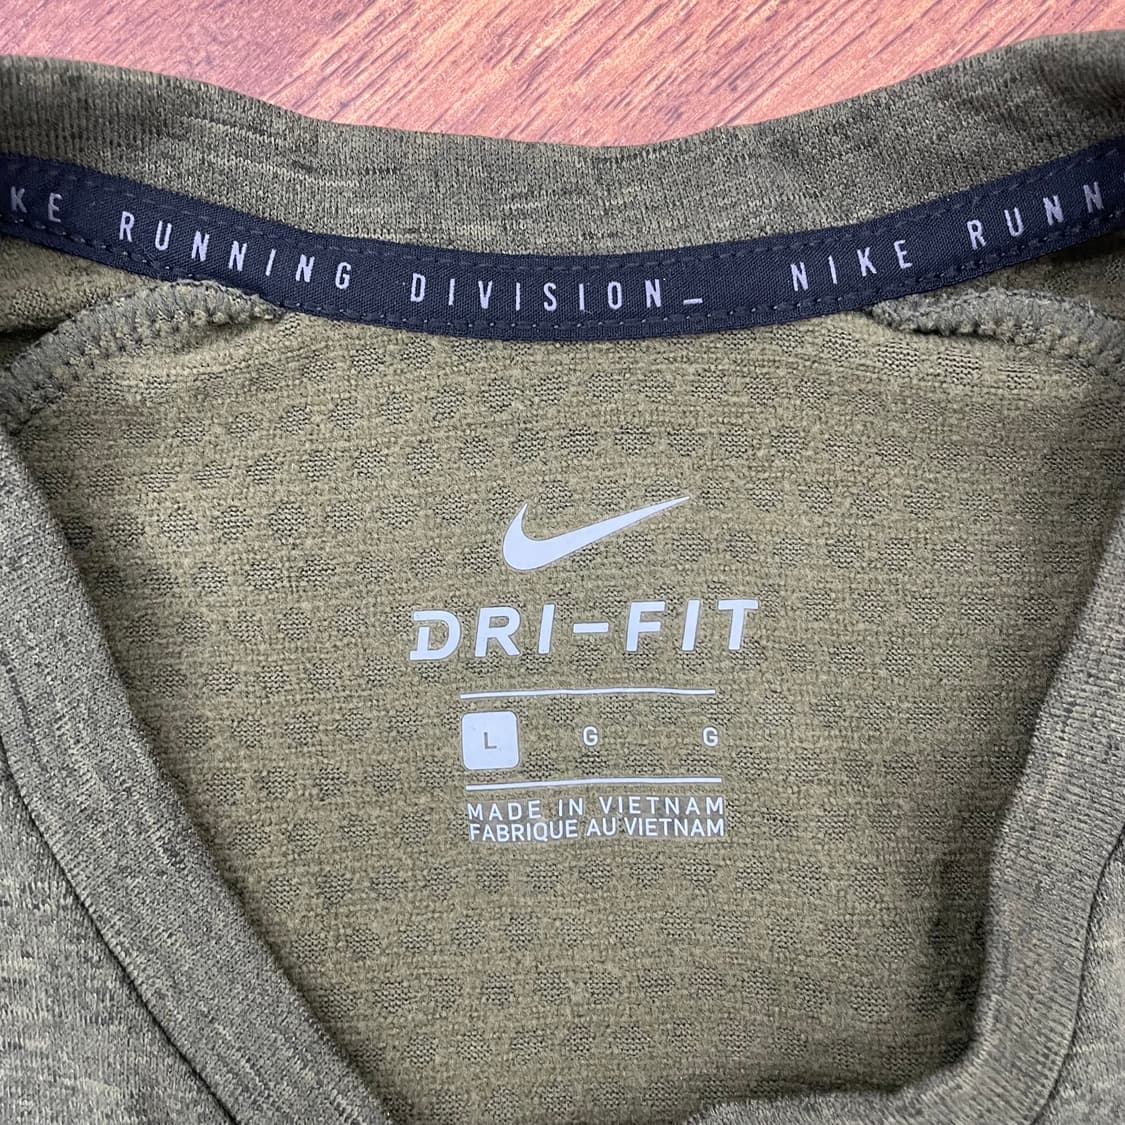 KE RUNNING DIVISION_ NIKE RUNN
DRI-FIT
L G G
MADE IN VIETNAM
FABRIQUE AU VIETNAM